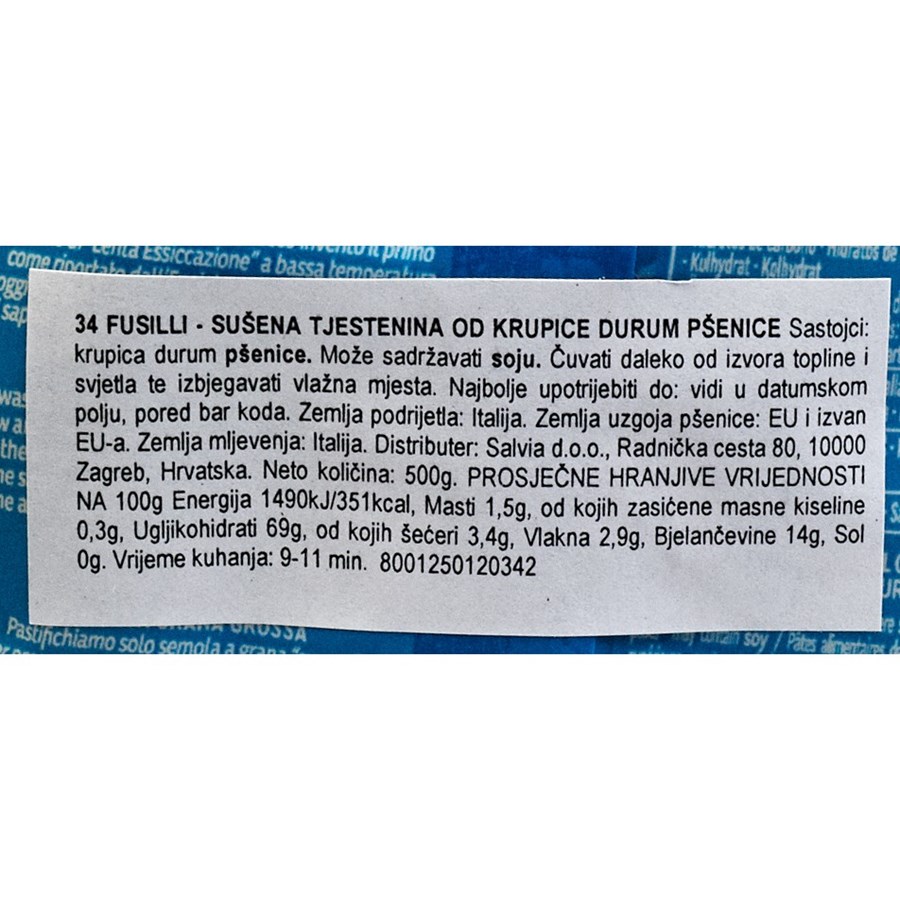 "Lenta Essiccazione" a bassa temperatura
- Kulhydrat - Kolhydrat
34 FUSILLI - SUŠENA TJESTENINA OD KRUPICE DURUM PŠENICE Sastojci:
krupica durum pšenice. Može sadržavati soju. Čuvati daleko od izvora topline i
svjetla te izbjegavati vlažna mjesta. Najbolje upotrijebiti do: vidi u datumskom
polju, pored bar koda. Zemlja podrijetla: Italija. Zemlja uzgoja pšenice: EU i izvan
EU-a. Zemlja mljevenja: Italija. Distributer: Salvia d.o.o., Radnička cesta 80, 10000
Zagreb, Hrvatska. Neto količina: 500g. PROSJEČNE HRANJIVE VRIJEDNOSTI
NA 100g Energija 1490kJ/351kcal, Masti 1,5g, od kojih zasićene masne kiseline
0,3g, Ugljikohidrati 69g, od kojih šećeri 3,4g, Vlakna 2,9g, Bjelančevine 14g, Sol
0g. Vrijeme kuhanja: 9-11 min. 8001250120342
Pastifichiamo solo semola a grana
may contain soy / Pâtes alimentaires